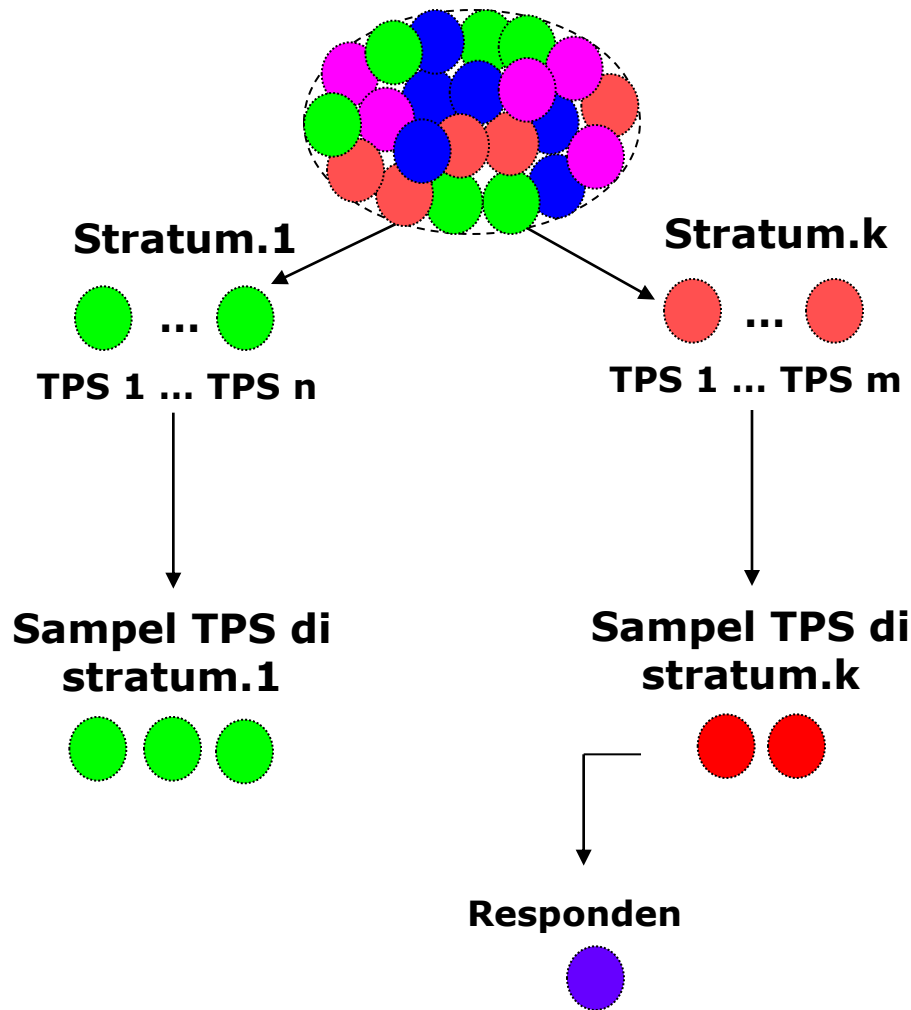 Stratum.1
Stratum.k
...
...
TPS 1 ... TPS n
TPS 1 ... TPS m
Sampel TPS di
stratum.1
Sampel TPS di
stratum.k
Responden